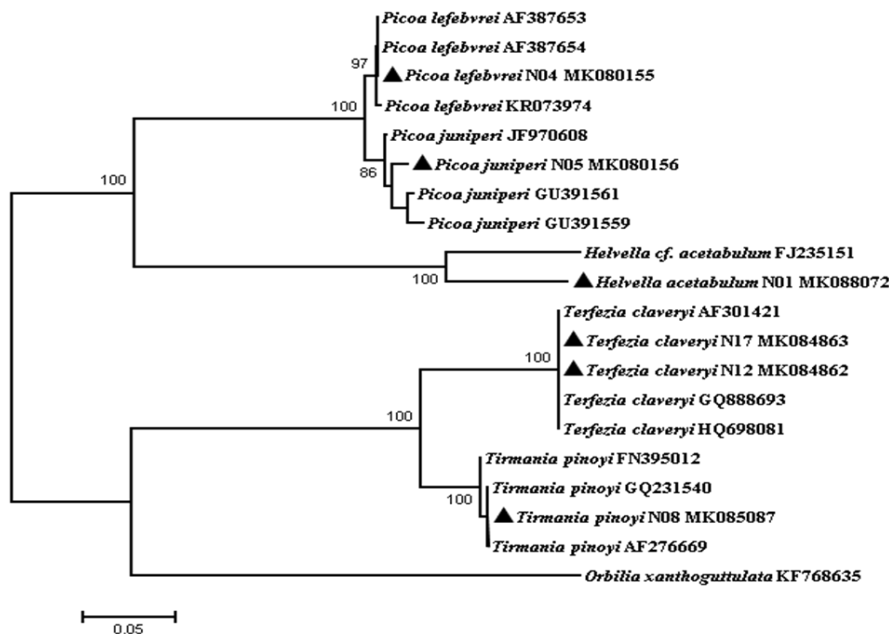 Picoa lefebvrei AF387653
Picoa lefebvrei AF387654
97
Picoa lefebvrei N04 MK080155
100
Picoa lefebvrei KR073974
Picoa juniperi JF970608
Picoa juniperi N05 MK080156
86
100
Picoa juniperi GU391561
Picoa juniperi GU391559
Helvella cf. acetabulum FJ235151
100
Helvella acetabulum N01 MK088072
Terfezia claveryi AF301421
Terfezia claveryi N17 MK084863
100
Terfezia claveryi N12 MK084862
Terfezia claveryi GQ888693
100
Terfezia claveryi HQ698081
Tirmania pinoyi FN395012
Tirmania pinoyi GQ231540
100
Tirmania pinoyi N08 MK085087
Tirmania pinoyi AF276669
Orbilia xanthoguttulata KF768635
0.05